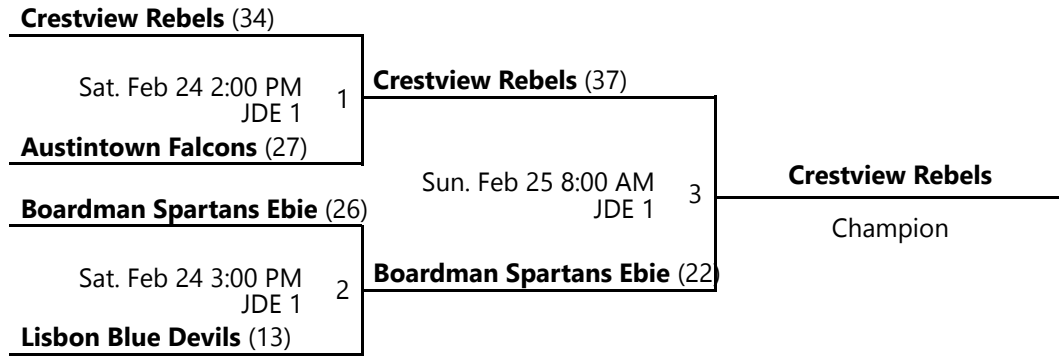 Crestview Rebels (34)
Sat. Feb 24 2:00 PM
JDE 1
1
Austintown Falcons (27)
Boardman Spartans Ebie (26)
Sat. Feb 24 3:00 PM
JDE 1
2
Lisbon Blue Devils (13)
Crestview Rebels (37)
Sun. Feb 25 8:00 AM
JDE 1
3
Boardman Spartans Ebie (22)
Crestview Rebels
Champion